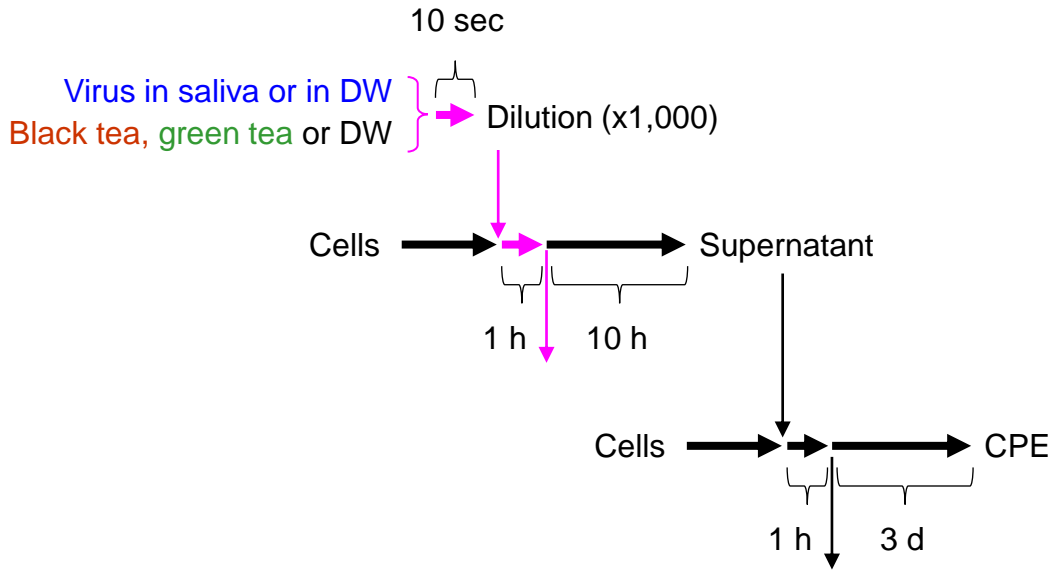 10 sec
Virus in saliva or in DW
Black tea, green tea or DW
Dilution (x1,000)
Cells
Supernatant
1 h
10 h
Cells
CPE
1 h
3 d